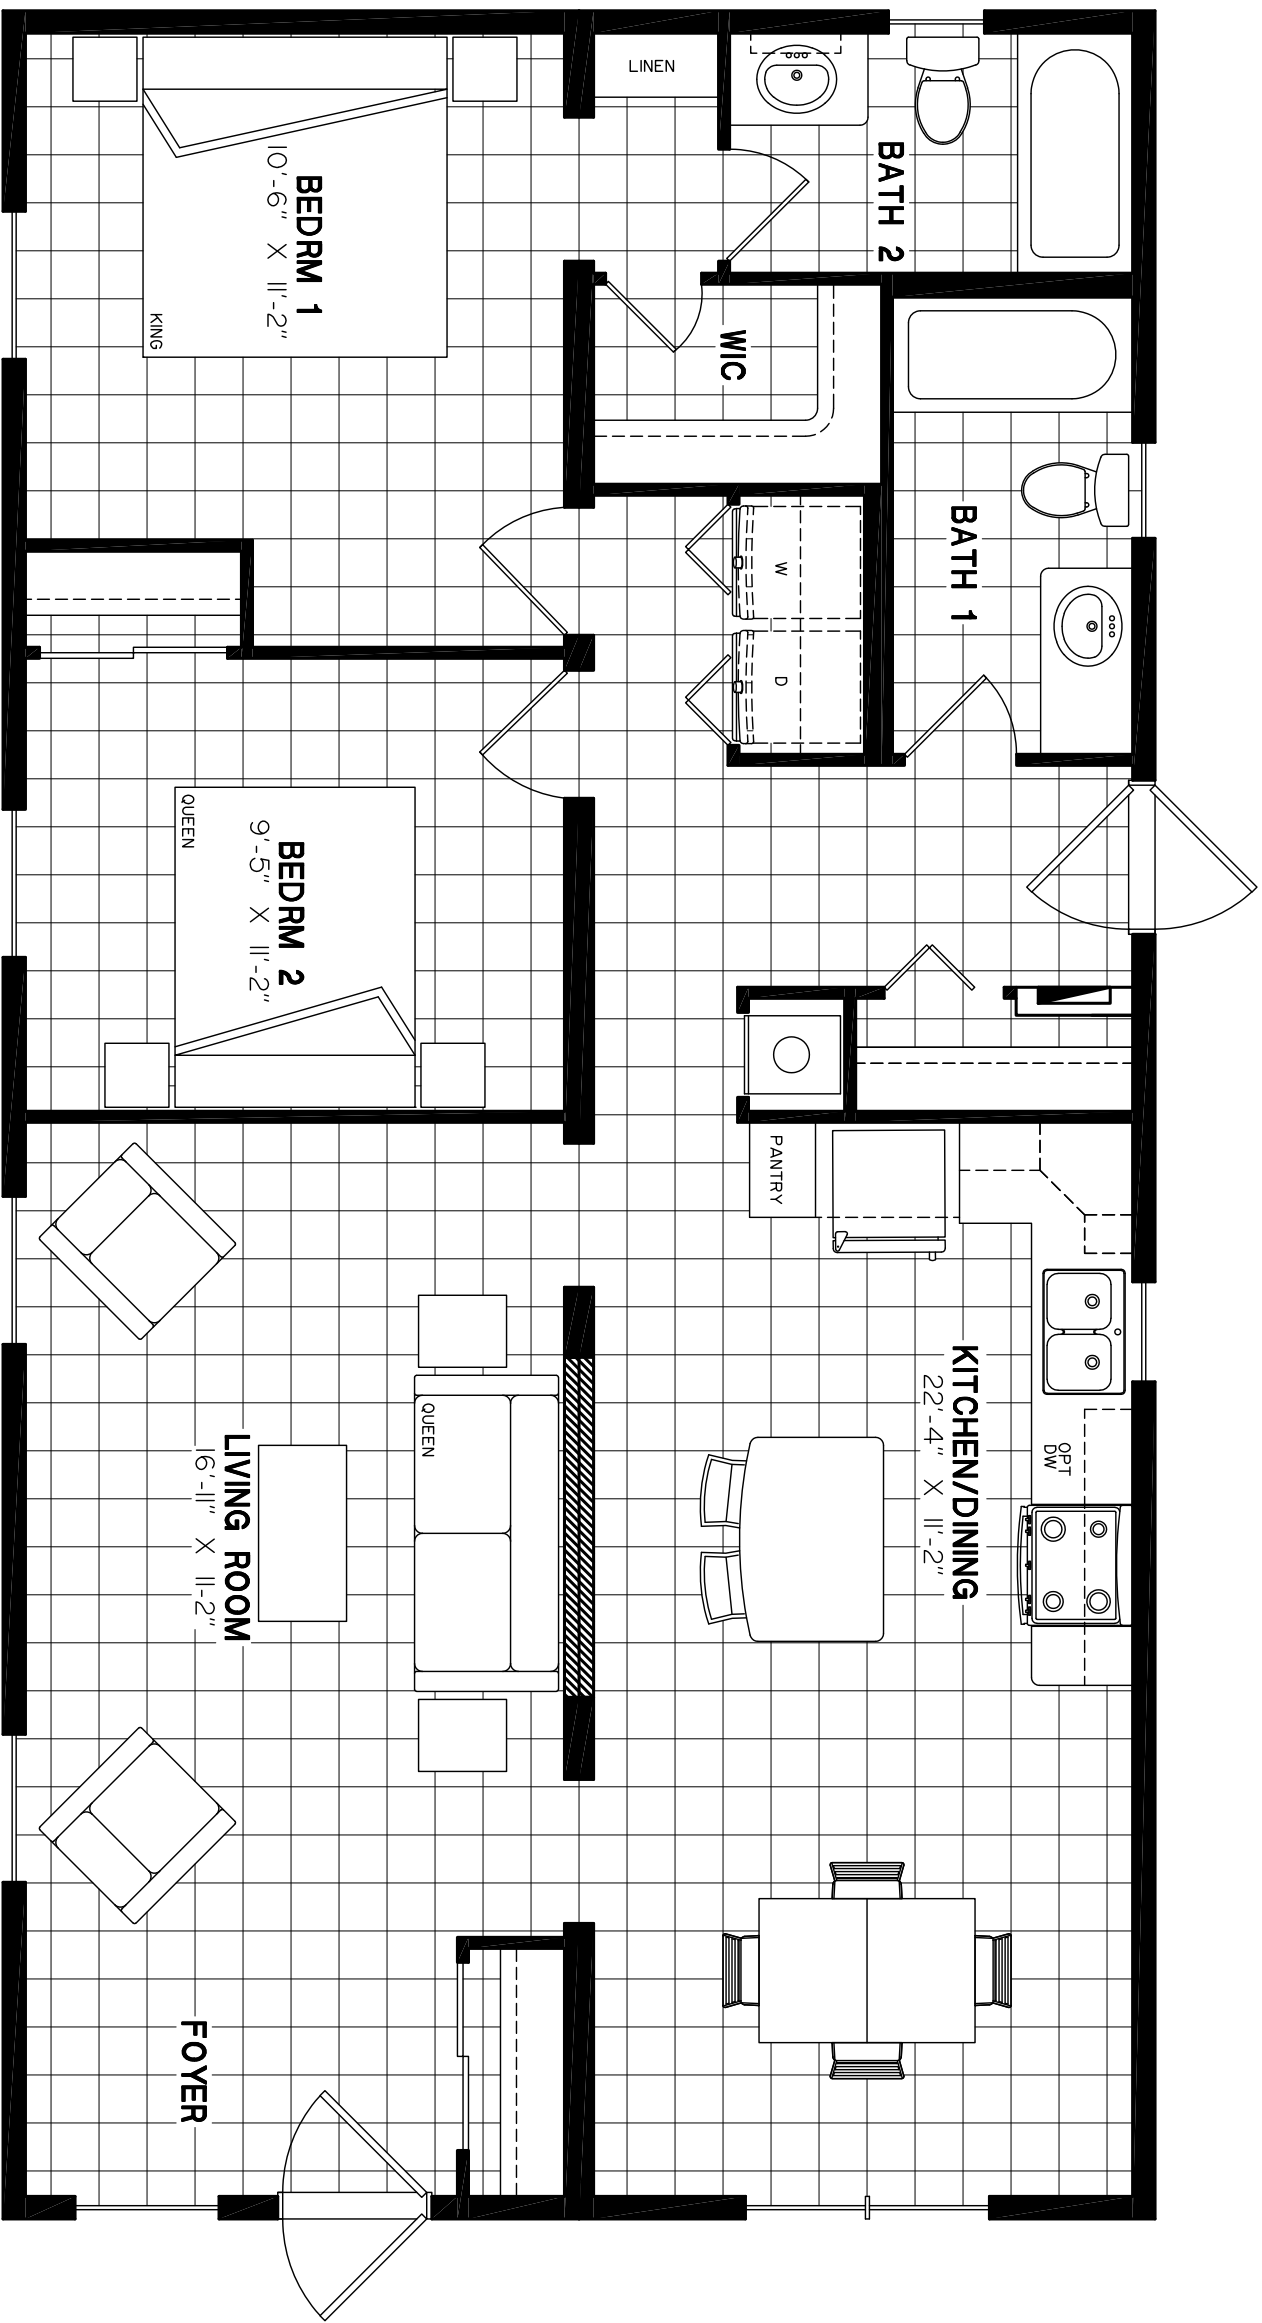 LINEN
BATH 2
BEDRM 1
10'-6" X 11'-2"
KING
WIC
BATH 1
W
D
QUEEN
BEDRM 2
9'-5" X 11'-2"
PANTRY
KITCHEN/DINING
22'-4" X 11'-2"
OPT
DW
QUEEN
LIVING ROOM
16'-11" X 11-2"
FOYER